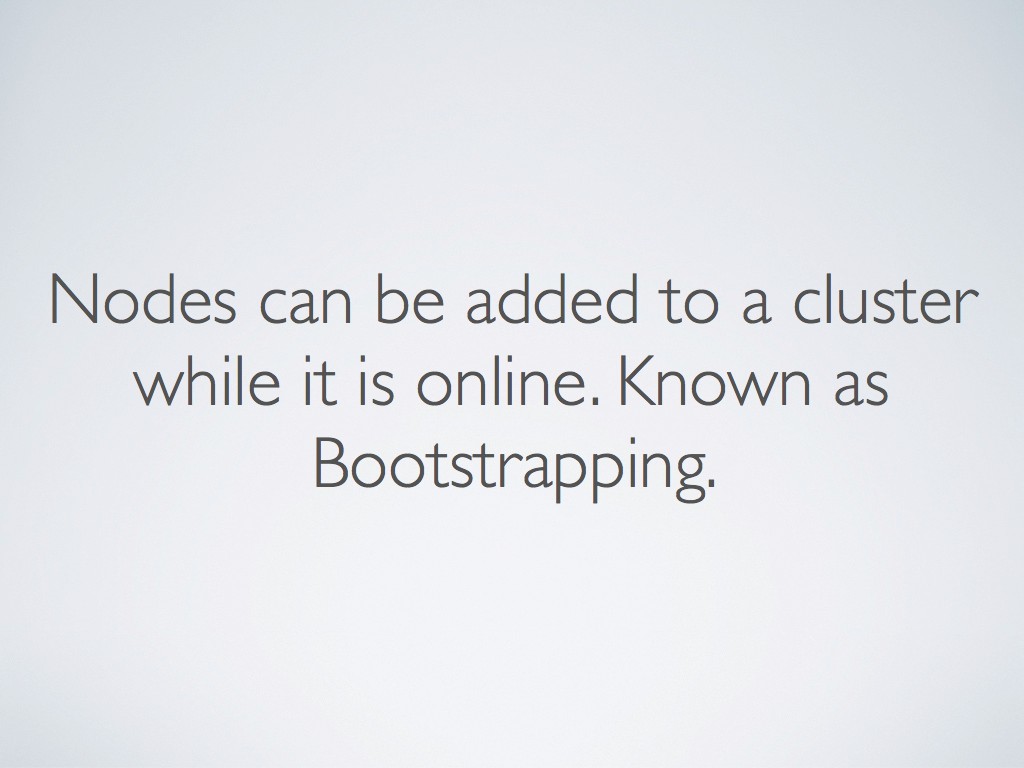 Nodes can be added to a cluster
while it is online. Known as
Bootstrapping.